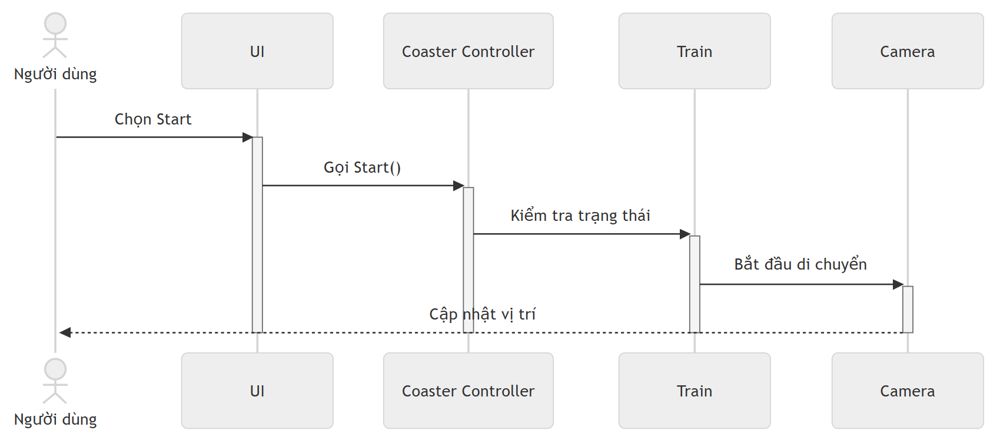 Người dùng
UI
Coaster Controller
Train
Camera
Chọn Start
Gọi Start()
Kiểm tra trạng thái
Bắt đầu di chuyển
Cập nhật vị trí
Người dùng
UI
Coaster Controller
Train
Camera